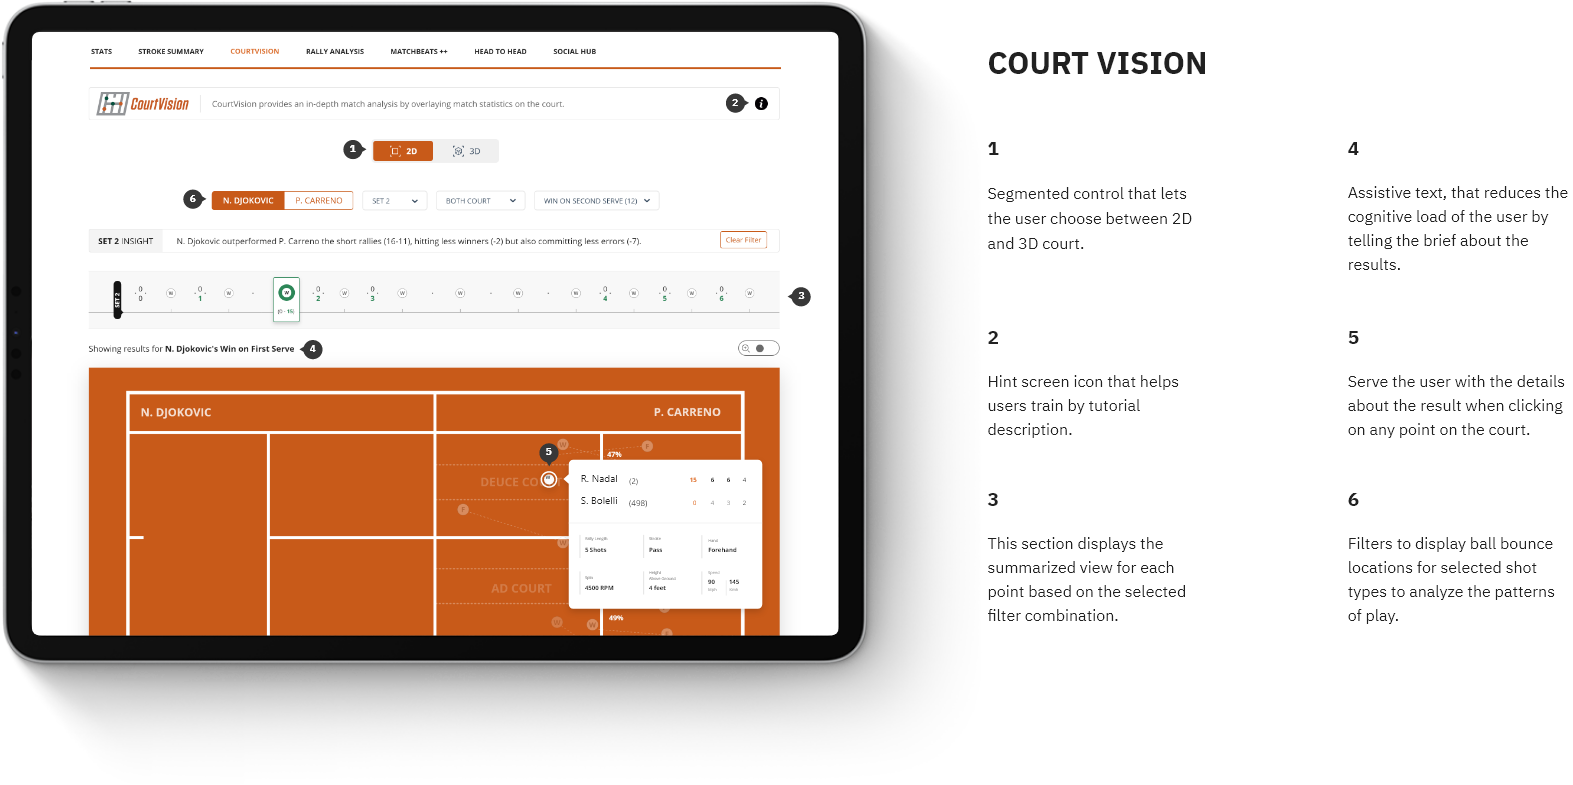 STATS STROKE SUMMARY COURTVISION RALLY ANALYSIS MATCHBEATS ++ HEAD TO HEAD SOCIAL HUB
CourtVision CourtVision provides an in-depth match analysis by overlaying match statistics on the court. 2 i
1 2D 3D
6 N. DJOKOVIC P. CARRENO SET 2 BOTH COURT WIN ON SECOND SERVE (12)
SET 2 INSIGHT N. Djokovic outperformed P. Carreno the short rallies (16-11), hitting less winners (-2) but also committing less errors (-7). Clear Filter
SET 2
0 W 0 W W 0 W 0 W W W W 0 W 0 W 0 W
0 1 2 3 4 5 6
(0 - 15)
3
Showing results for N. Djokovic's Win on First Serve 4
N. DJOKOVIC P. CARRENO
W F
5 47%
DEUCE CO T
F
W
R. Nadal (2) 15 6 6 4
S. Bolelli (498) 0 4 3 2
Rally Length Stroke Hand
5 Shots Pass Forehand
Spin Height Above Ground Speed
4500 RPM 4 feet 90 145
AD COURT
49%
W W F
COURT VISION
1
Segmented control that lets
the user choose between 2D
and 3D court.
2
Hint screen icon that helps
users train by tutorial
description.
3
This section displays the
summarized view for each
point based on the selected
filter combination.
4
Assistive text, that reduces the
cognitive load of the user by
telling the brief about the
results.
5
Serve the user with the details
about the result when clicking
on any point on the court.
6
Filters to display ball bounce
locations for selected shot
types to analyze the patterns
of play.